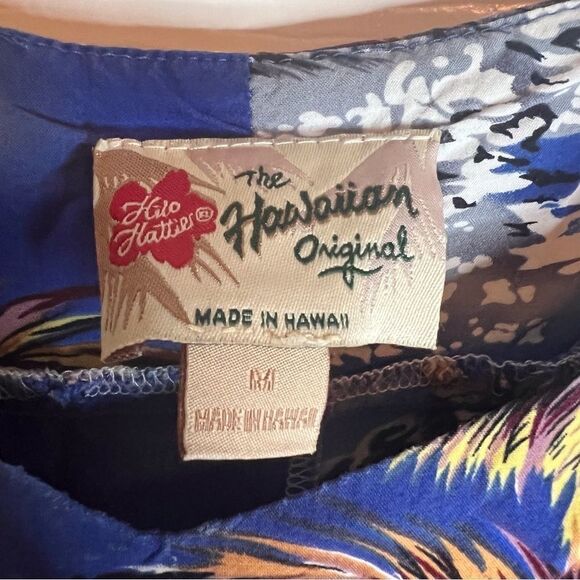 Hilo
Hattie®
The
Hawaiian
Original
MADE IN HAWAII
M
MADE IN HAWAII